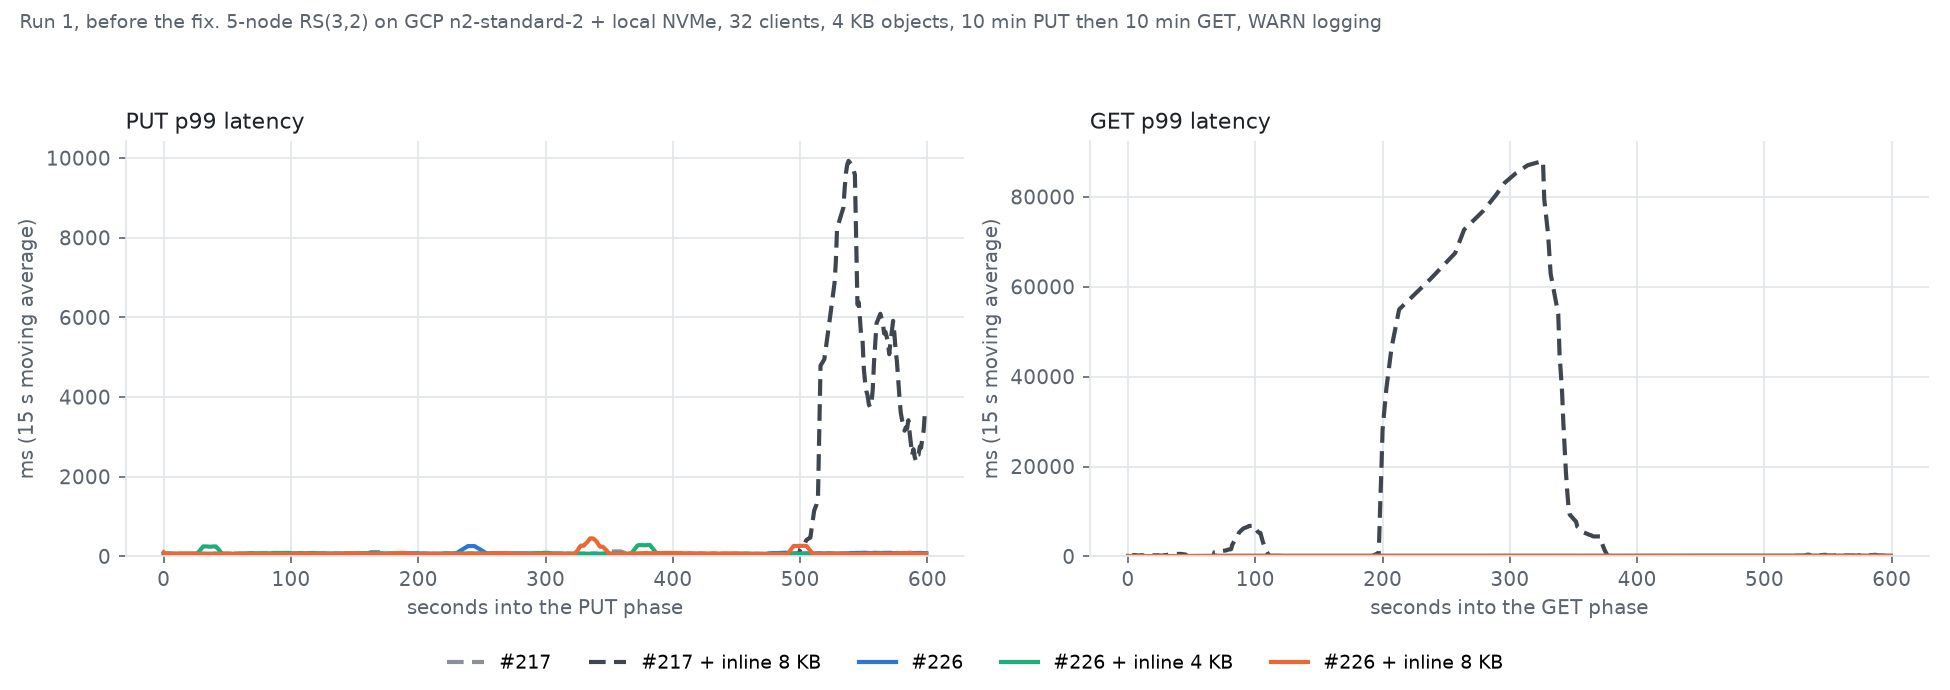 Run 1, before the fix. 5-node RS(3,2) on GCP n2-standard-2 + local NVMe, 32 clients, 4 KB objects, 10 min PUT then 10 min GET, WARN logging
PUT p99 latency
ms (15 s moving average)
10000
8000
6000
4000
2000
0
0 100 200 300 400 500 600
seconds into the PUT phase
GET p99 latency
ms (15 s moving average)
80000
60000
40000
20000
0
0 100 200 300 400 500 600
seconds into the GET phase
#217 #217 + inline 8 KB #226 #226 + inline 4 KB #226 + inline 8 KB